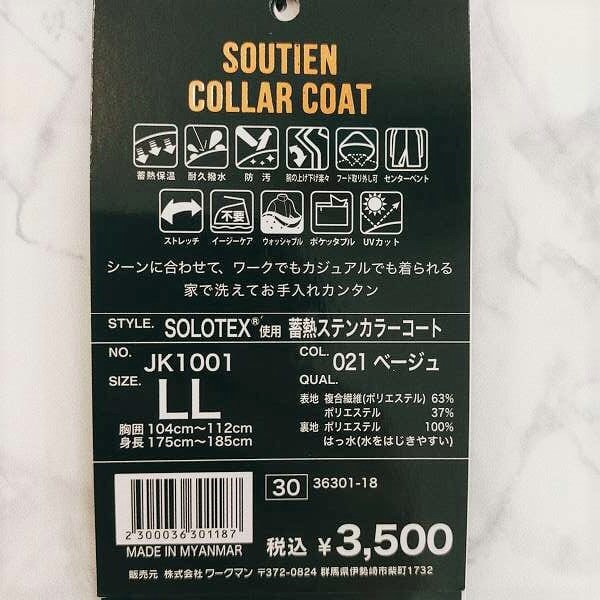 SOUTIEN
COLLAR COAT
蓄熱保温 耐久撥水 防汚 前の上げ下げ楽々 フード取り外し可 センターベント
不要
ストレッチ イージーケア ウォッシャブル ポケッタブル UVカット
シーンに合わせて、ワークでもカジュアルでも着られる
家で洗えてお手入れカンタン
STYLE. SOLOTEX®使用 蓄熱ステンカラーコート
NO. JK1001 COL. 021 ベージュ
SIZE. LL
胸囲 104cm〜112cm
身長 175cm〜185cm
QUAL.
表地 複合繊維(ポリエステル) 63%
ポリエステル 37%
裏地 ポリエステル 100%
はっ水(水をはじきやすい)
30 36301-18
2300036301187
MADE IN MYANMAR
税込 ¥3,500
販売元 株式会社 ワークマン 〒372-0824 群馬県伊勢崎市柴町1732